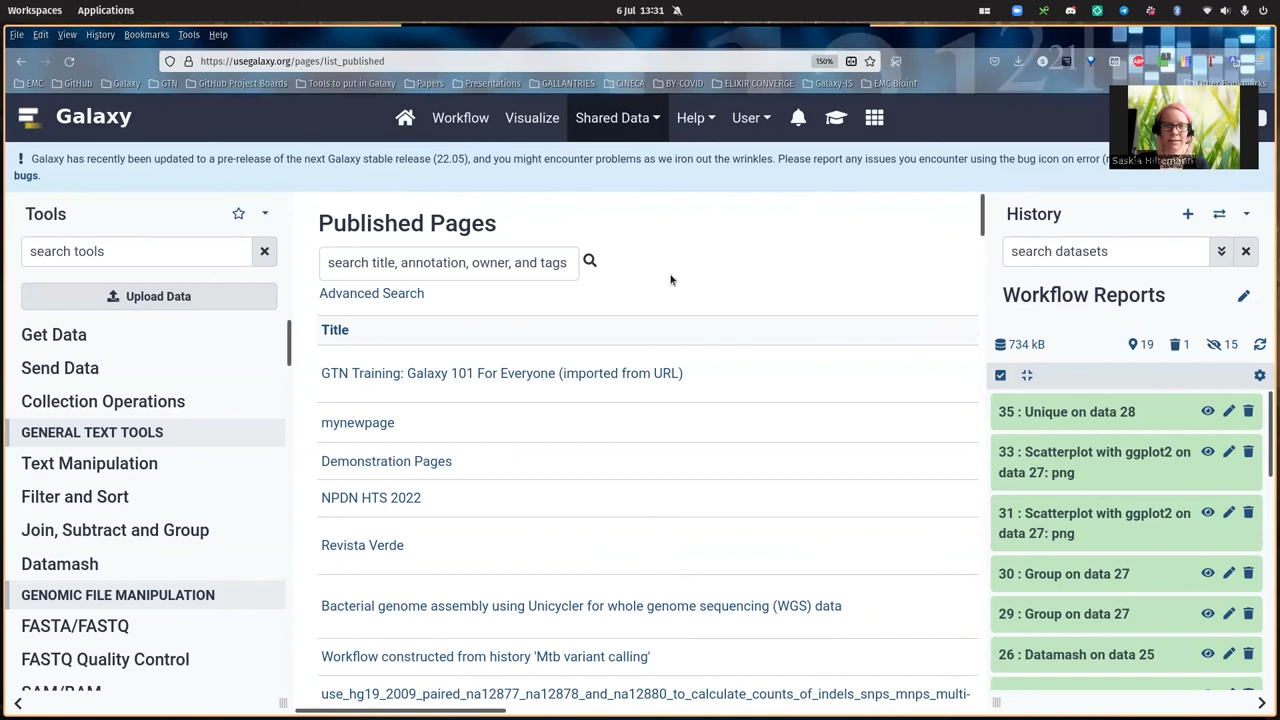 Workspaces Applications 6 Jul 13:31
File Edit View History Bookmarks Tools Help
https://usegalaxy.org/pages/list_published 150%
EMC GitHub Galaxy GTN GitHub Project Boards Tools to put in Galaxy Papers Presentations GALLANTRIES CINECA BY-COVID ELIXIR CONVERGE Galaxy-IS EMC Bioinf Other Bookmarks
Galaxy Workflow Visualize Shared Data Help User
Galaxy has recently been updated to a pre-release of the next Galaxy stable release (22.05), and you might encounter problems as we iron out the wrinkles. Please report any issues you encounter using the bug icon on error
bugs.
Saskia Hiltemann
Tools
search tools
Upload Data
Get Data
Send Data
Collection Operations
GENERAL TEXT TOOLS
Text Manipulation
Filter and Sort
Join, Subtract and Group
Datamash
GENOMIC FILE MANIPULATION
FASTA/FASTQ
FASTQ Quality Control
SAM/BAM
Published Pages
search title, annotation, owner, and tags
Advanced Search
Title
GTN Training: Galaxy 101 For Everyone (imported from URL)
mynewpage
Demonstration Pages
NPDN HTS 2022
Revista Verde
Bacterial genome assembly using Unicycler for whole genome sequencing (WGS) data
Workflow constructed from history 'Mtb variant calling'
use_hg19_2009_paired_na12877_na12878_and_na12880_to_calculate_counts_of_indels_snps_mnps_multi-
History
search datasets
Workflow Reports
734 kB 19 1 15
35 : Unique on data 28
33 : Scatterplot with ggplot2 on
data 27: png
31 : Scatterplot with ggplot2 on
data 27: png
30 : Group on data 27
29 : Group on data 27
26 : Datamash on data 25